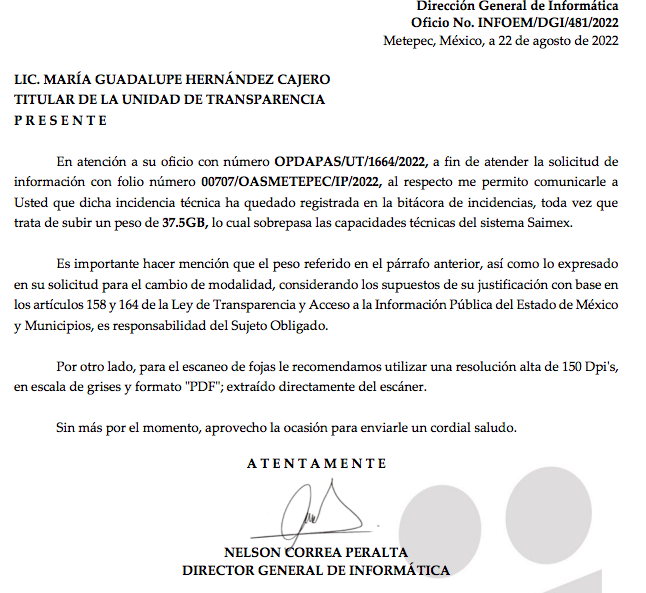 Dirección General de Informática
Oficio No. INFOEM/DGI/481/2022
Metepec, México, a 22 de agosto de 2022
LIC. MARÍA GUADALUPE HERNÁNDEZ CAJERO
TITULAR DE LA UNIDAD DE TRANSPARENCIA
P R E S E N T E
En atención a su oficio con número OPDAPAS/UT/1664/2022, a fin de atender la solicitud de
información con folio número 00707/OASMETEPEC/IP/2022, al respecto me permito comunicarle a
Usted que dicha incidencia técnica ha quedado registrada en la bitácora de incidencias, toda vez que
trata de subir un peso de 37.5GB, lo cual sobrepasa las capacidades técnicas del sistema Saimex.
Es importante hacer mención que el peso referido en el párrafo anterior, así como lo expresado
en su solicitud para el cambio de modalidad, considerando los supuestos de su justificación con base en
los artículos 158 y 164 de la Ley de Transparencia y Acceso a la Información Pública del Estado de México
y Municipios, es responsabilidad del Sujeto Obligado.
Por otro lado, para el escaneo de fojas le recomendamos utilizar una resolución alta de 150 Dpi's,
en escala de grises y formato "PDF"; extraído directamente del escáner.
Sin más por el momento, aprovecho la ocasión para enviarle un cordial saludo.
A T E N T A M E N T E
NELSON CORREA PERALTA
DIRECTOR GENERAL DE INFORMÁTICA